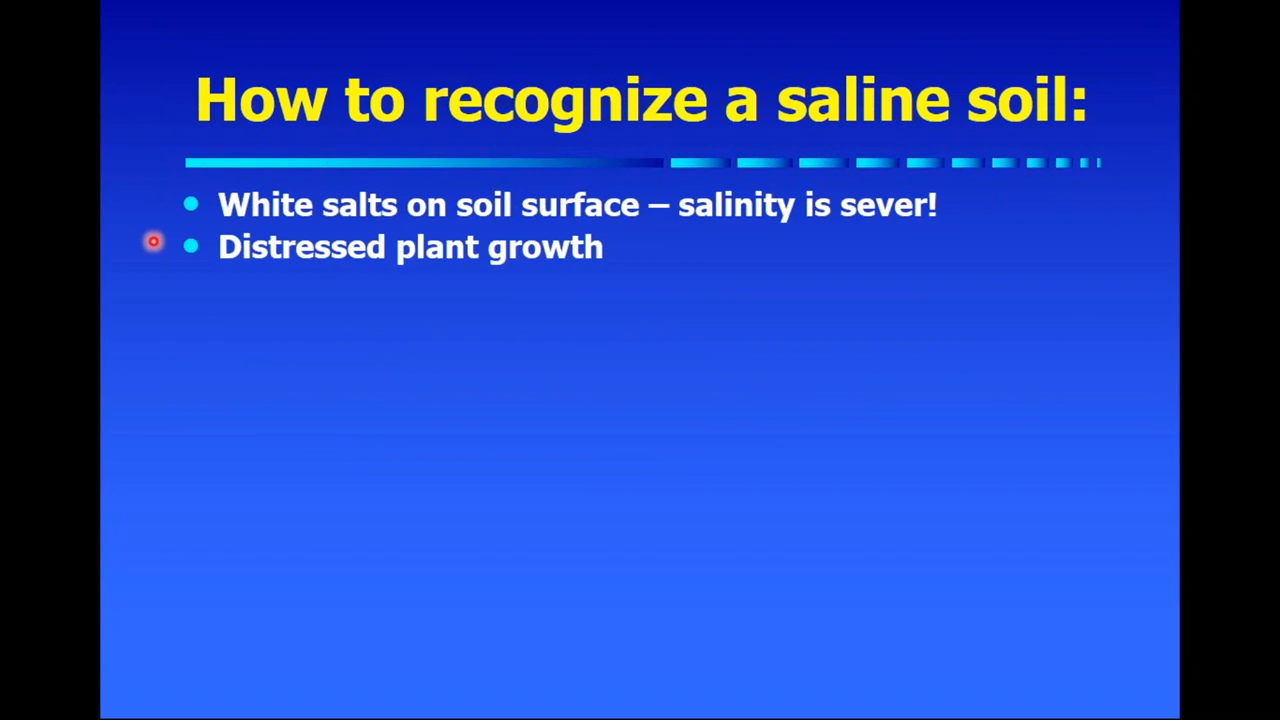 How to recognize a saline soil:
White salts on soil surface – salinity is sever!
Distressed plant growth